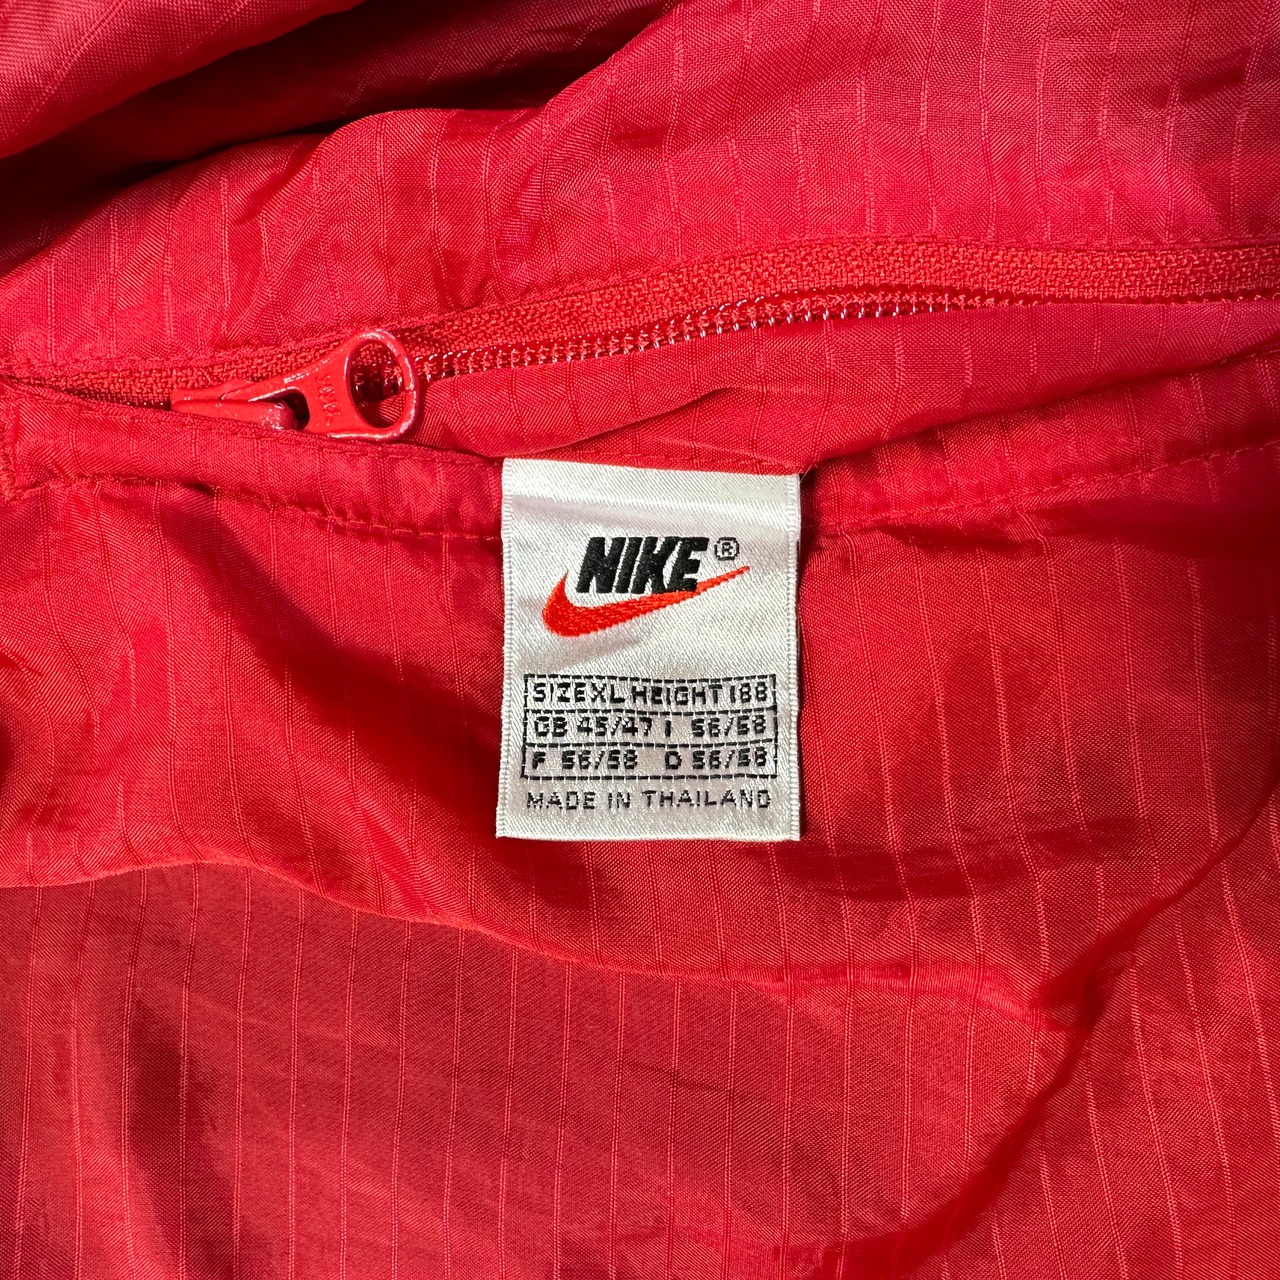 NIKE®
SIZE XL HEIGHT 188
GB 45/47 I 56/58
F 56/58 D 56/58
MADE IN THAILAND